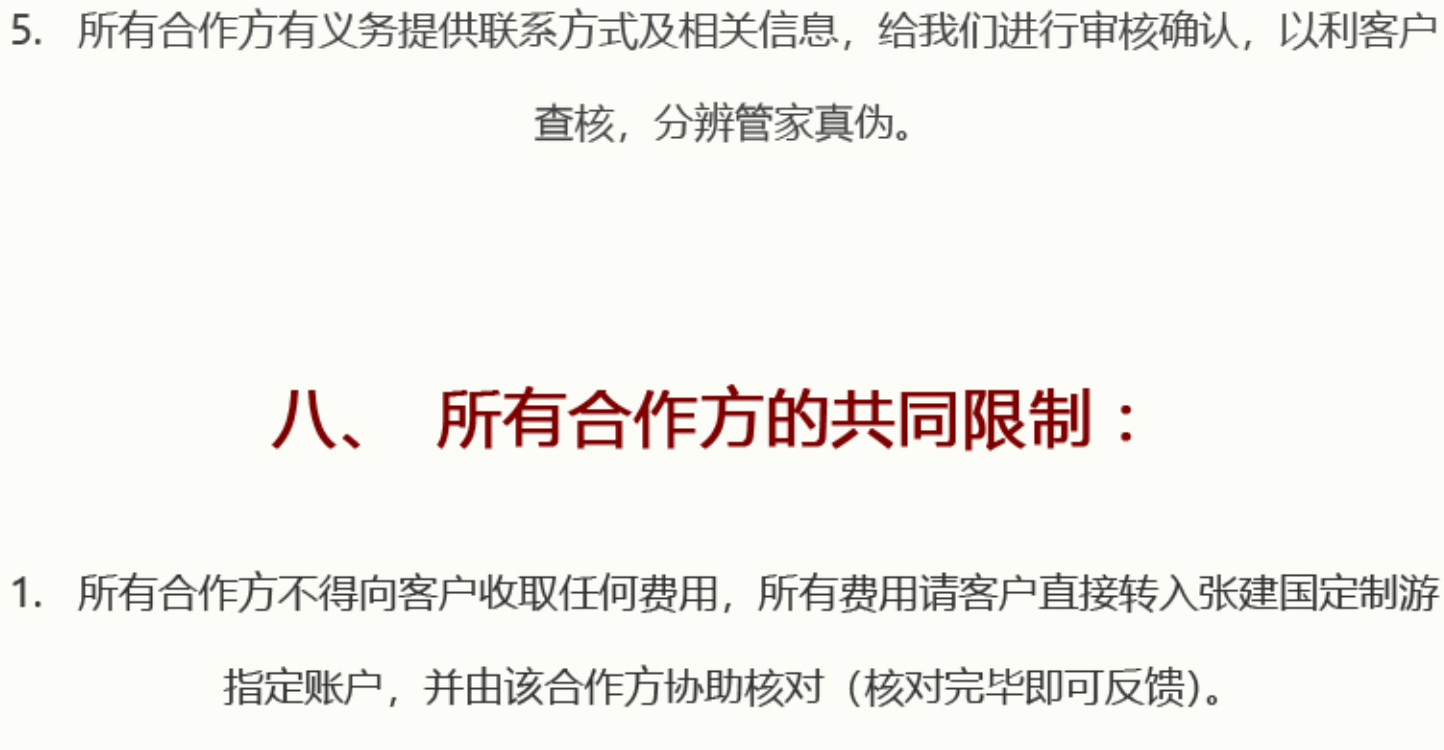 5. 所有合作方有义务提供联系方式及相关信息，给我们进行审核确认，以利客户
查核，分辨管家真伪。
八、 所有合作方的共同限制：
1. 所有合作方不得向客户收取任何费用，所有费用请客户直接转入张建国定制游
指定账户，并由该合作方协助核对（核对完毕即可反馈）。